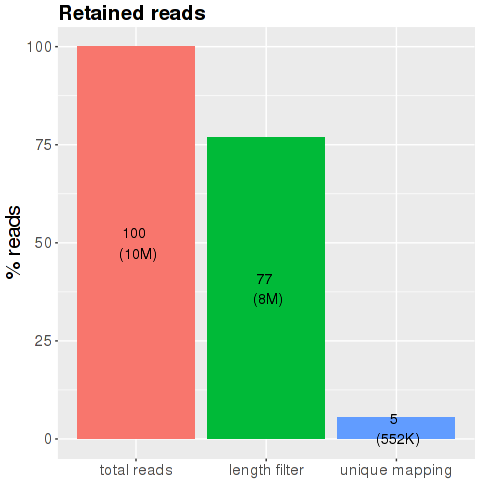 Retained reads
% reads
100
75
50
25
0
100
(10M)
77
(8M)
5
(552K)
total reads
length filter
unique mapping